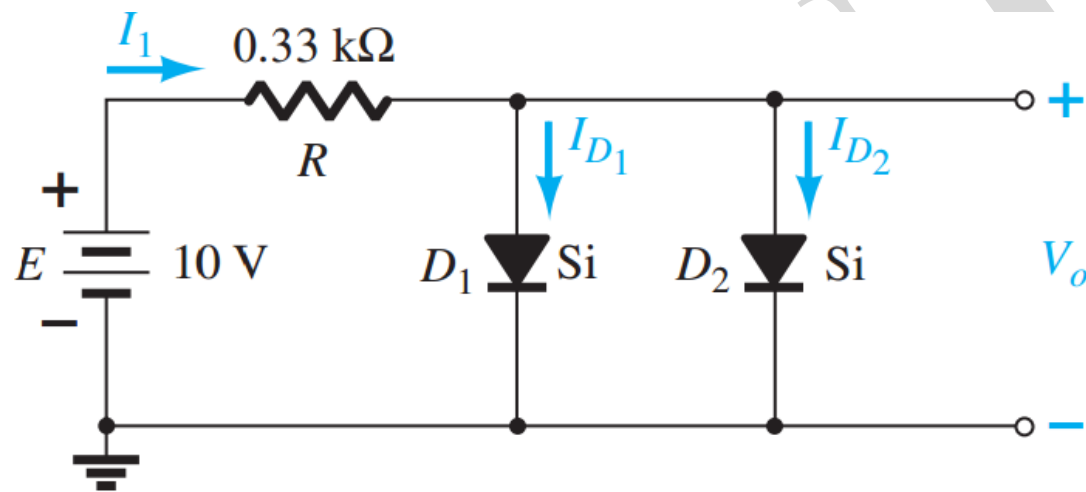 I1
0.33 kΩ
R
ID1
ID2
+
+
E
10 V
D1
Si
D2
Si
Vo
−
−